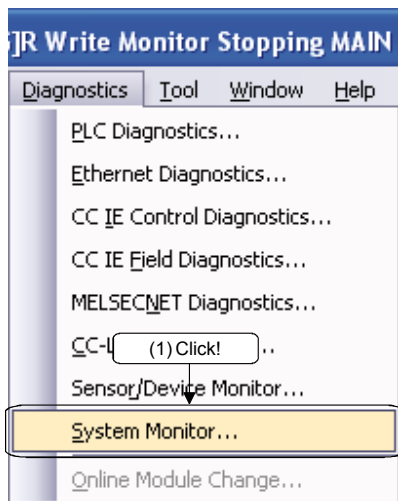 ]R Write Monitor Stopping MAIN
Diagnostics Tool Window Help
PLC Diagnostics...
Ethernet Diagnostics...
CC IE Control Diagnostics...
CC IE Field Diagnostics...
MELSECNET Diagnostics...
CC-L
(1) Click!
Sensor/Device Monitor...
System Monitor...
Online Module Change...